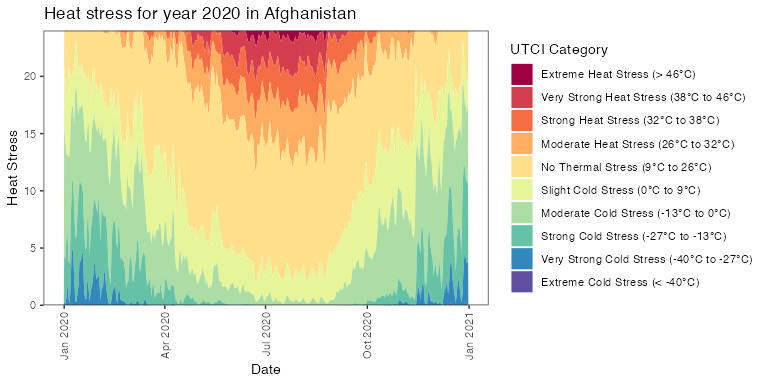 Heat stress for year 2020 in Afghanistan
Heat Stress
20
15
10
5
0
Jan 2020
Apr 2020
Jul 2020
Oct 2020
Jan 2021
Date
UTCI Category
Extreme Heat Stress (> 46°C)
Very Strong Heat Stress (38°C to 46°C)
Strong Heat Stress (32°C to 38°C)
Moderate Heat Stress (26°C to 32°C)
No Thermal Stress (9°C to 26°C)
Slight Cold Stress (0°C to 9°C)
Moderate Cold Stress (-13°C to 0°C)
Strong Cold Stress (-27°C to -13°C)
Very Strong Cold Stress (-40°C to -27°C)
Extreme Cold Stress (< -40°C)